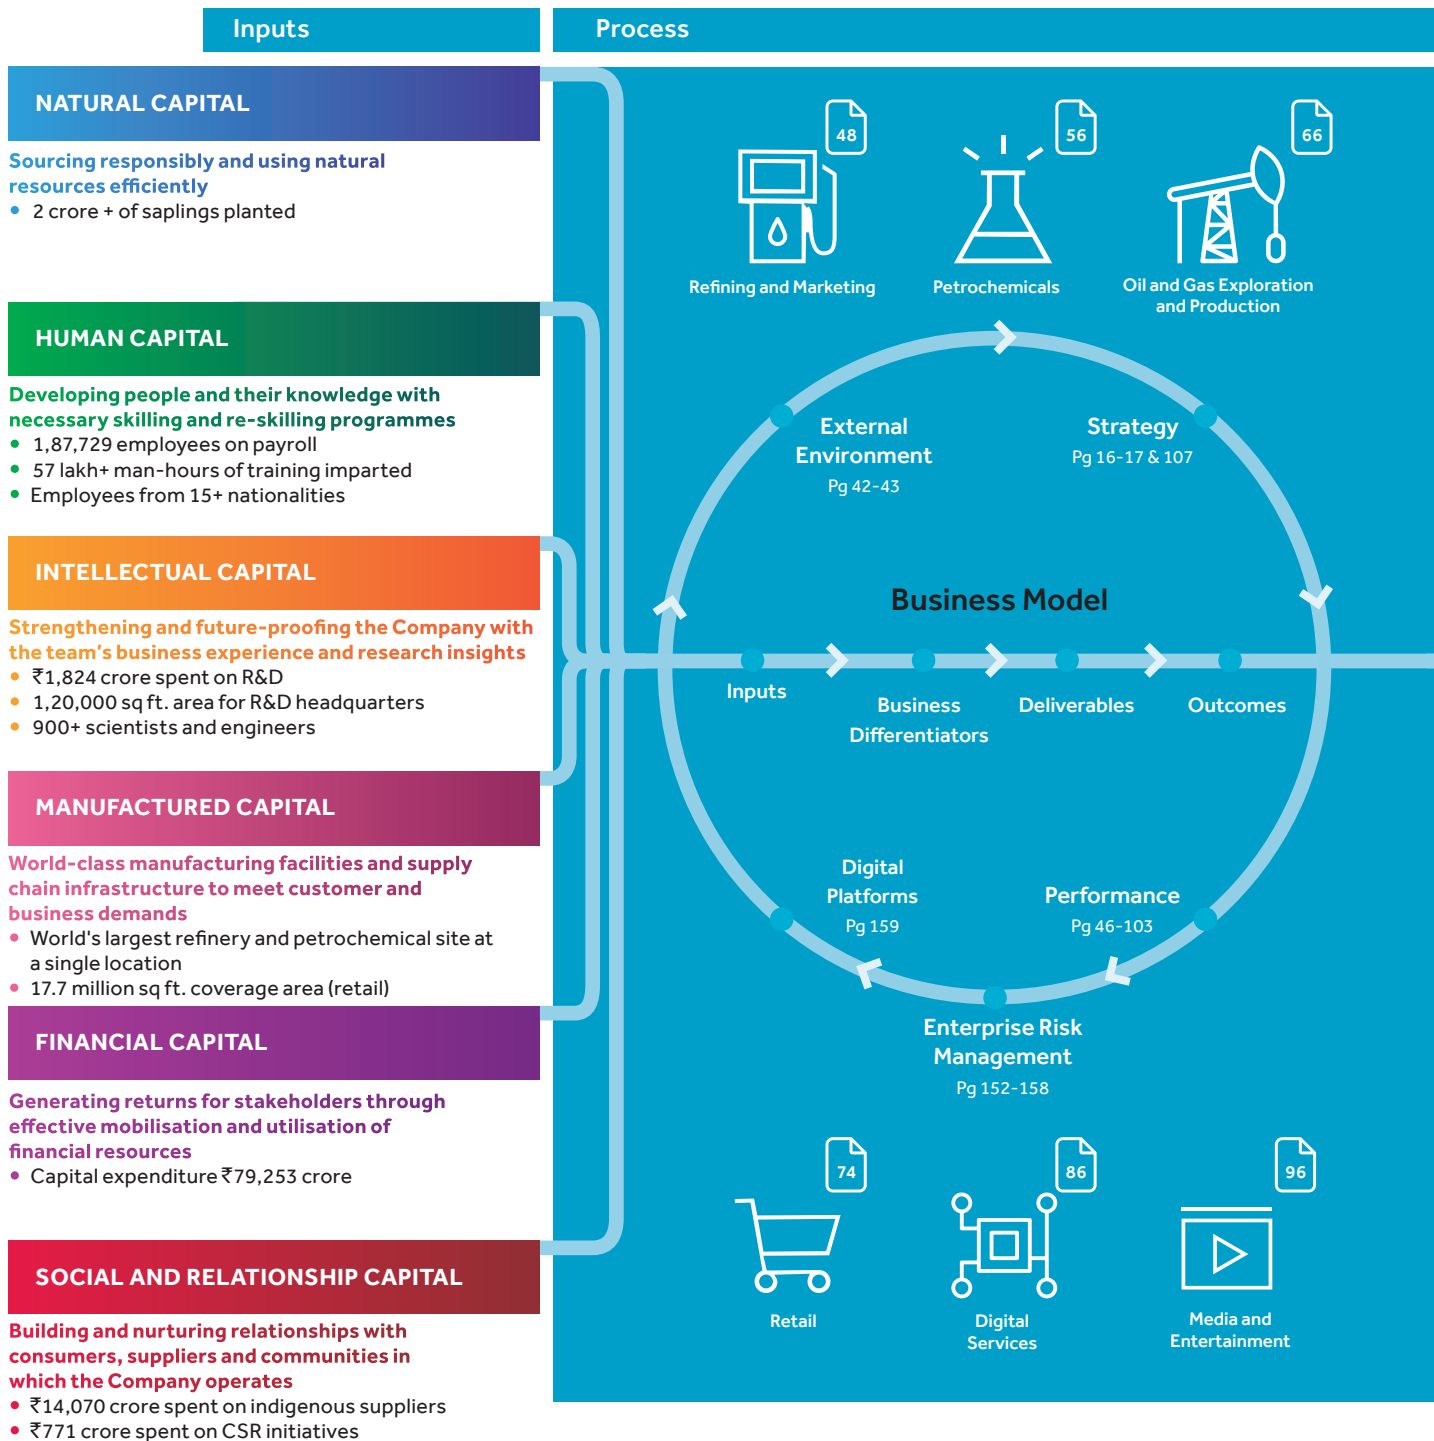 Inputs
Process
NATURAL CAPITAL
Sourcing responsibly and using natural
resources efficiently
• 2 crore + of saplings planted
HUMAN CAPITAL
Developing people and their knowledge with
necessary skilling and re-skilling programmes
• 1,87,729 employees on payroll
• 57 lakh+ man-hours of training imparted
• Employees from 15+ nationalities
INTELLECTUAL CAPITAL
Strengthening and future-proofing the Company with
the team's business experience and research insights
• ₹1,824 crore spent on R&D
• 1,20,000 sq ft. area for R&D headquarters
• 900+ scientists and engineers
MANUFACTURED CAPITAL
World-class manufacturing facilities and supply
chain infrastructure to meet customer and
business demands
• World's largest refinery and petrochemical site at
a single location
• 17.7 million sq ft. coverage area (retail)
FINANCIAL CAPITAL
Generating returns for stakeholders through
effective mobilisation and utilisation of
financial resources
• Capital expenditure ₹79,253 crore
SOCIAL AND RELATIONSHIP CAPITAL
Building and nurturing relationships with
consumers, suppliers and communities in
which the Company operates
• ₹14,070 crore spent on indigenous suppliers
• ₹771 crore spent on CSR initiatives
48
56
66
Refining and Marketing
Petrochemicals
Oil and Gas Exploration
and Production
External
Environment
Pg 42-43
Strategy
Pg 16-17 & 107
Business Model
Inputs
Business
Differentiators
Deliverables
Outcomes
Digital
Platforms
Pg 159
Performance
Pg 46-103
Enterprise Risk
Management
Pg 152-158
74
86
96
Retail
Digital
Services
Media and
Entertainment